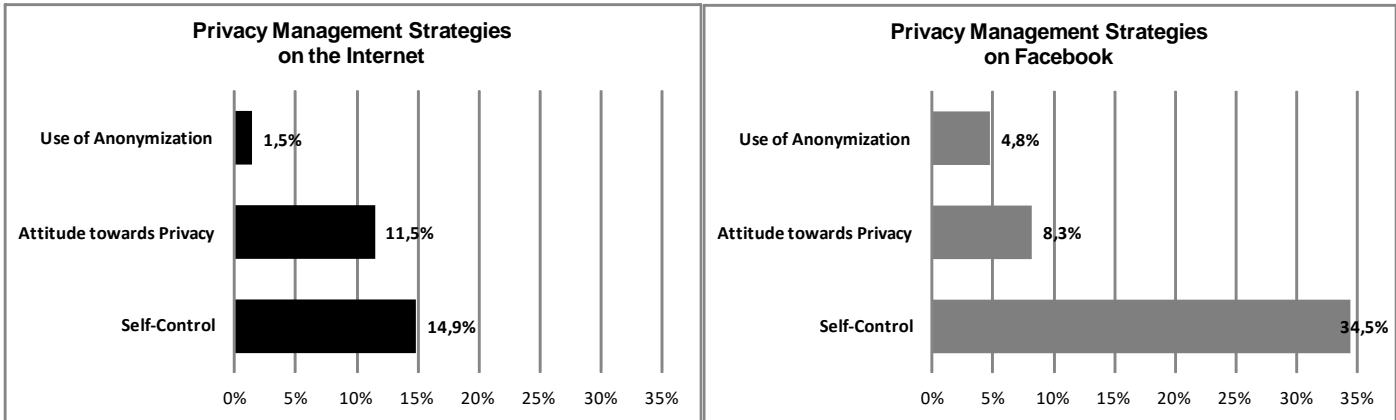 Privacy Management Strategies
on the Internet
Use of Anonymization
1,5%
Attitude towards Privacy
11,5%
Self-Control
14,9%
0% 5% 10% 15% 20% 25% 30% 35%
Privacy Management Strategies
on Facebook
Use of Anonymization
4,8%
Attitude towards Privacy
8,3%
Self-Control
34,5%
0% 5% 10% 15% 20% 25% 30% 35%